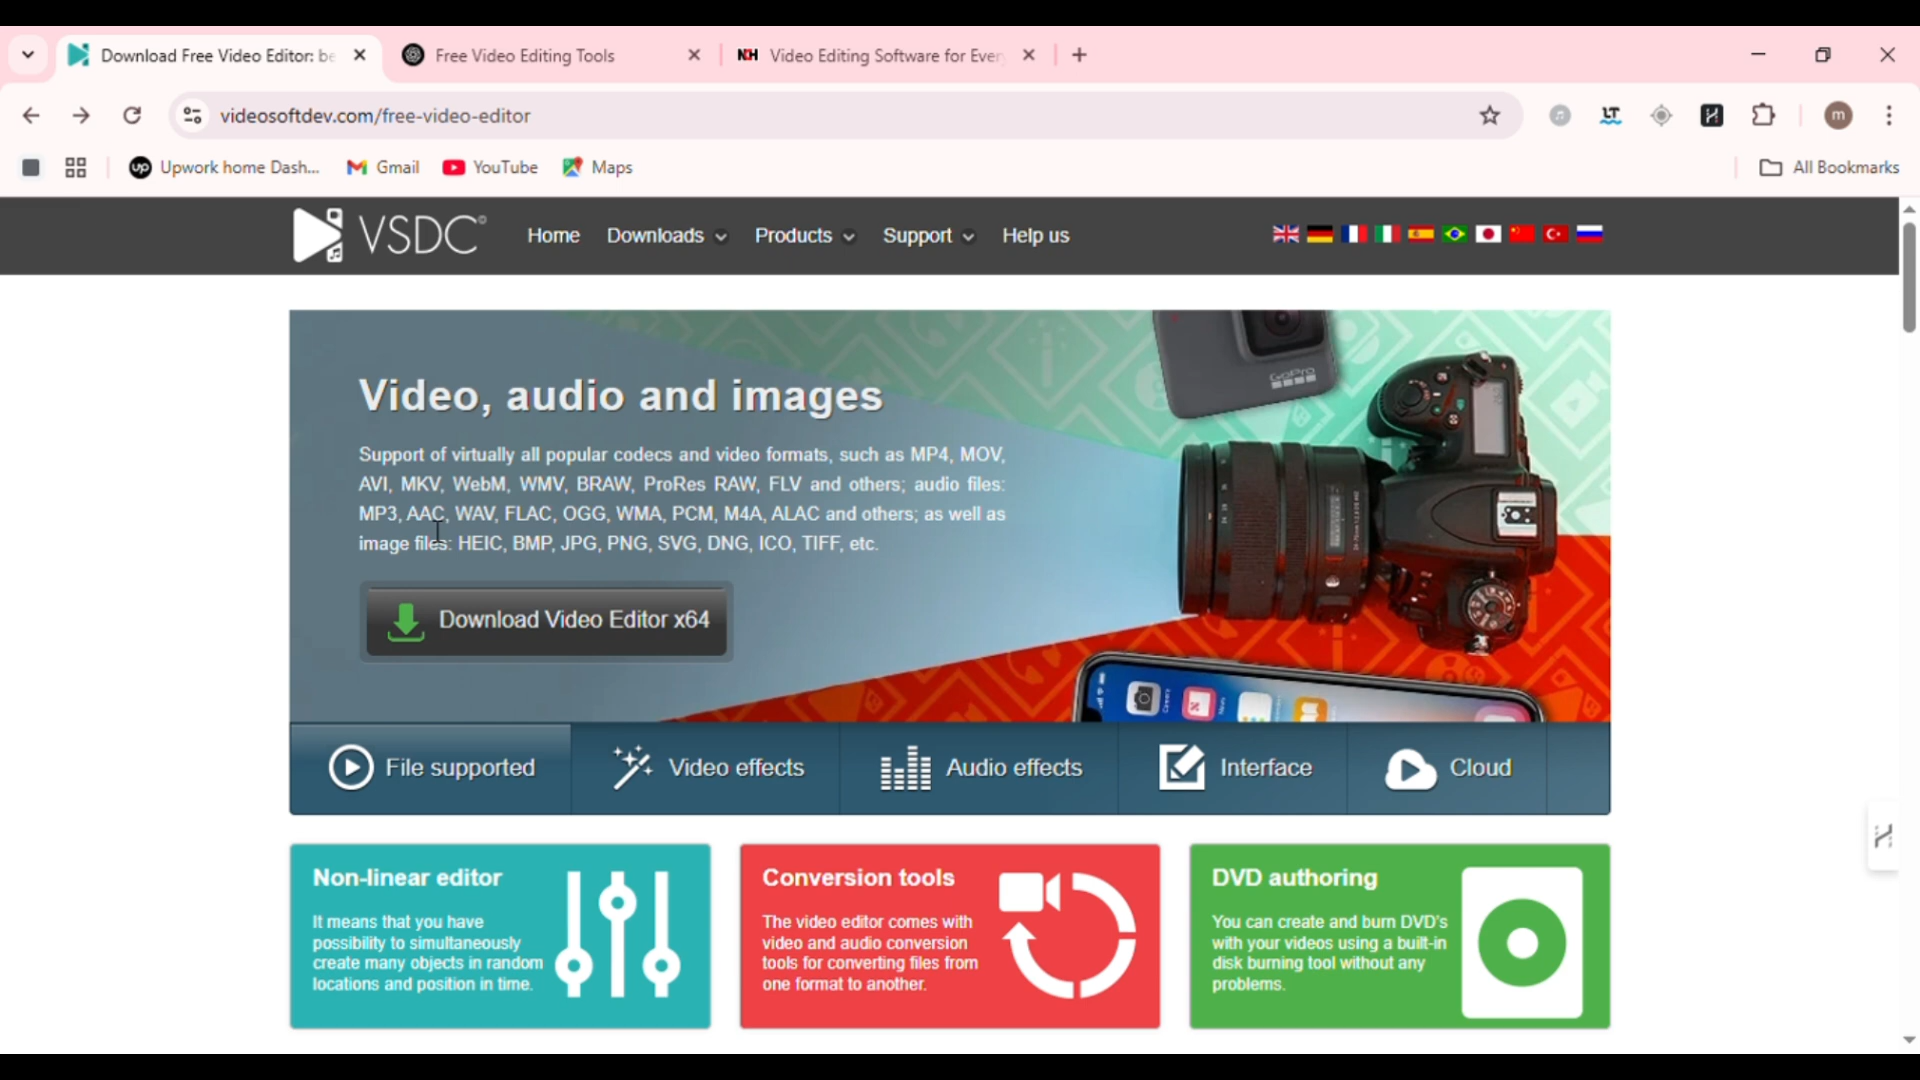 Download Free Video Editor: be
Free Video Editing Tools
NCH Video Editing Software for Ever
videosoftdev.com/free-video-editor
LT
m
up Upwork home Dash...
Gmail
YouTube
Maps
All Bookmarks
VSDC©
Home
Downloads
Products
Support
Help us
Video, audio and images
Support of virtually all popular codecs and video formats, such as MP4, MOV,
AVI, MKV, WebM, WMV, BRAW, ProRes RAW, FLV and others; audio files:
MP3, AAC, WAV, FLAC, OGG, WMA, PCM, M4A, ALAC and others; as well as
image files: HEIC, BMP, JPG, PNG, SVG, DNG, ICO, TIFF, etc.
GoPro
Download Video Editor x64
File supported
Video effects
Audio effects
Interface
Cloud
Non-linear editor
It means that you have
possibility to simultaneously
create many objects in random
locations and position in time.
Conversion tools
The video editor comes with
video and audio conversion
tools for converting files from
one format to another.
DVD authoring
You can create and burn DVD's
with your videos using a built-in
disk burning tool without any
problems.